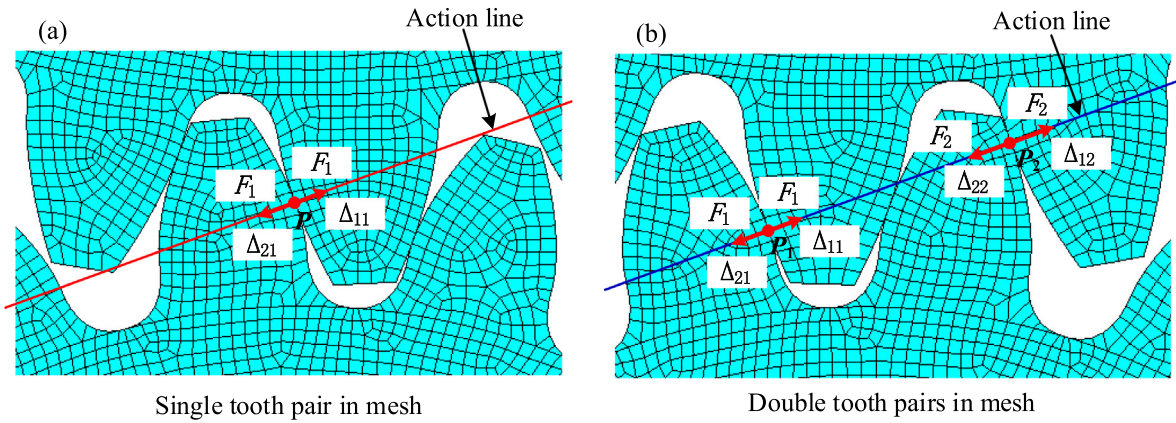 (a)
Action line
F₁
F₁
P
Δ₁₁
Δ₂₁
Single tooth pair in mesh
(b)
Action line
F₂
F₂
P₂
Δ₁₂
Δ₂₂
F₁
F₁
P₁
Δ₁₁
Δ₂₁
Double tooth pairs in mesh